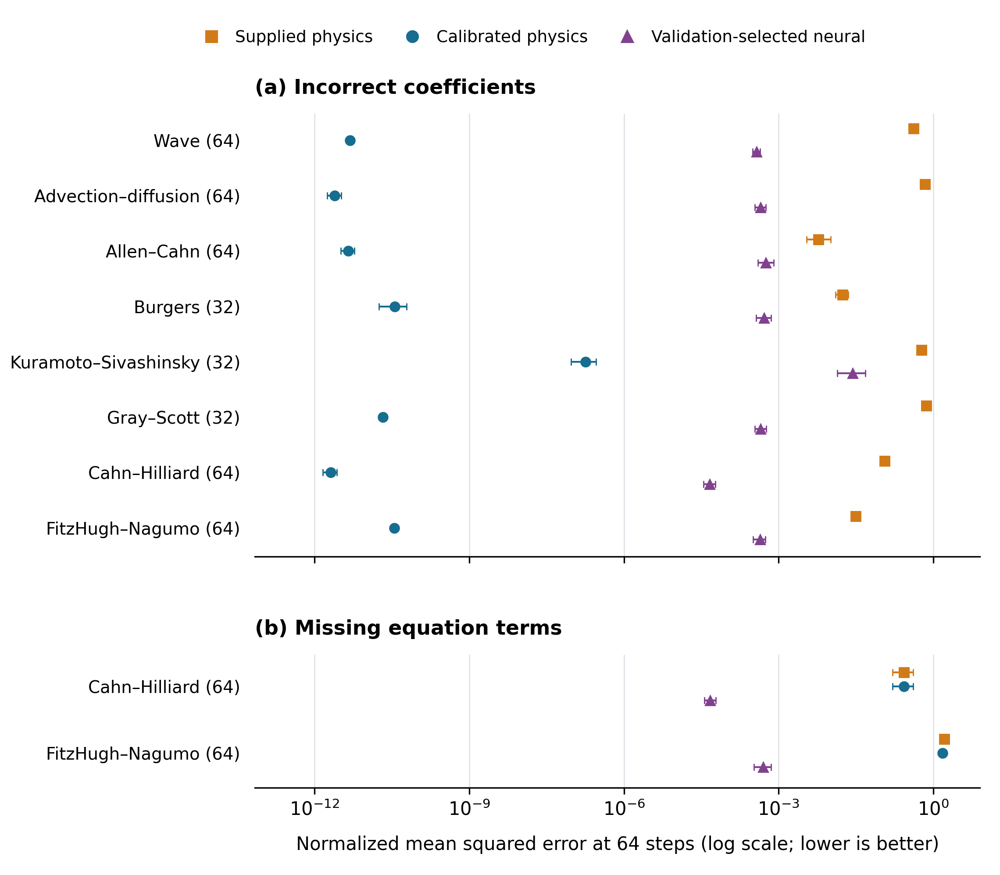 Supplied physics Calibrated physics Validation-selected neural
(a) Incorrect coefficients
Wave (64)
Advection–diffusion (64)
Allen–Cahn (64)
Burgers (32)
Kuramoto–Sivashinsky (32)
Gray–Scott (32)
Cahn–Hilliard (64)
FitzHugh–Nagumo (64)
(b) Missing equation terms
Cahn–Hilliard (64)
FitzHugh–Nagumo (64)
10⁻¹² 10⁻⁹ 10⁻⁶ 10⁻³ 10⁰
Normalized mean squared error at 64 steps (log scale; lower is better)